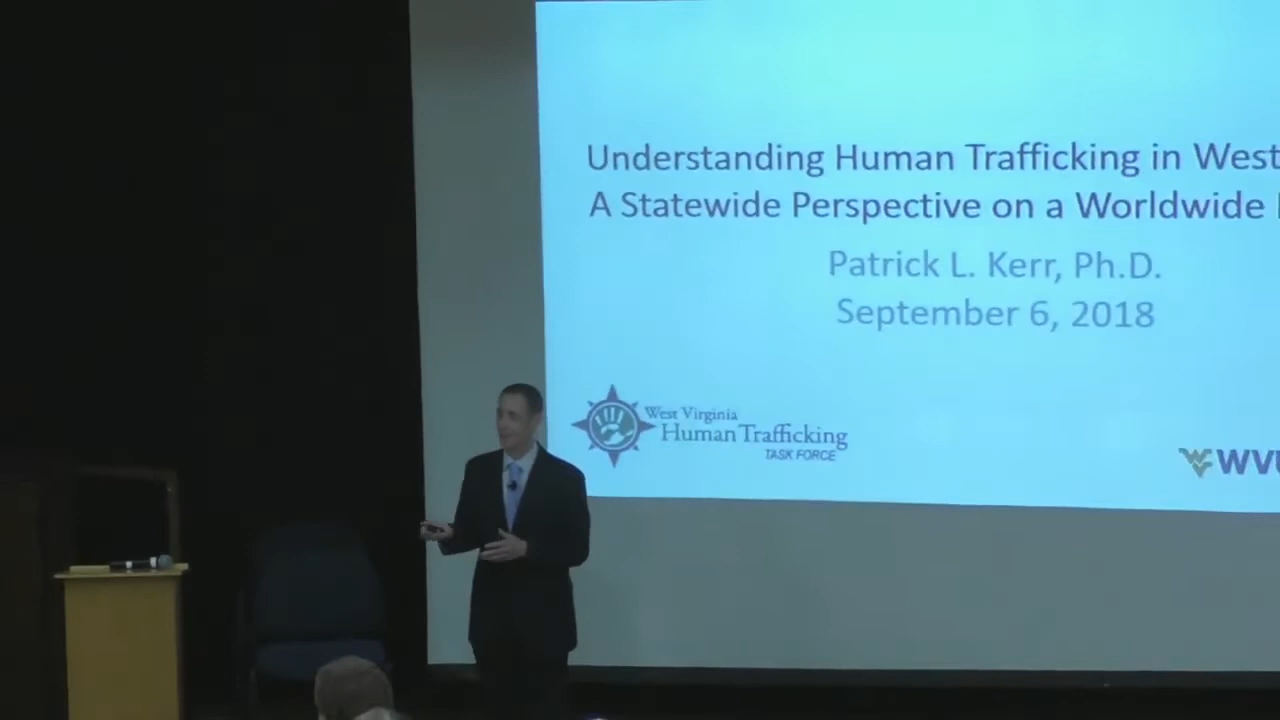 Understanding Human Trafficking in West
A Statewide Perspective on a Worldwide
Patrick L. Kerr, Ph.D.
September 6, 2018
West Virginia
Human Trafficking
TASK FORCE
WVU